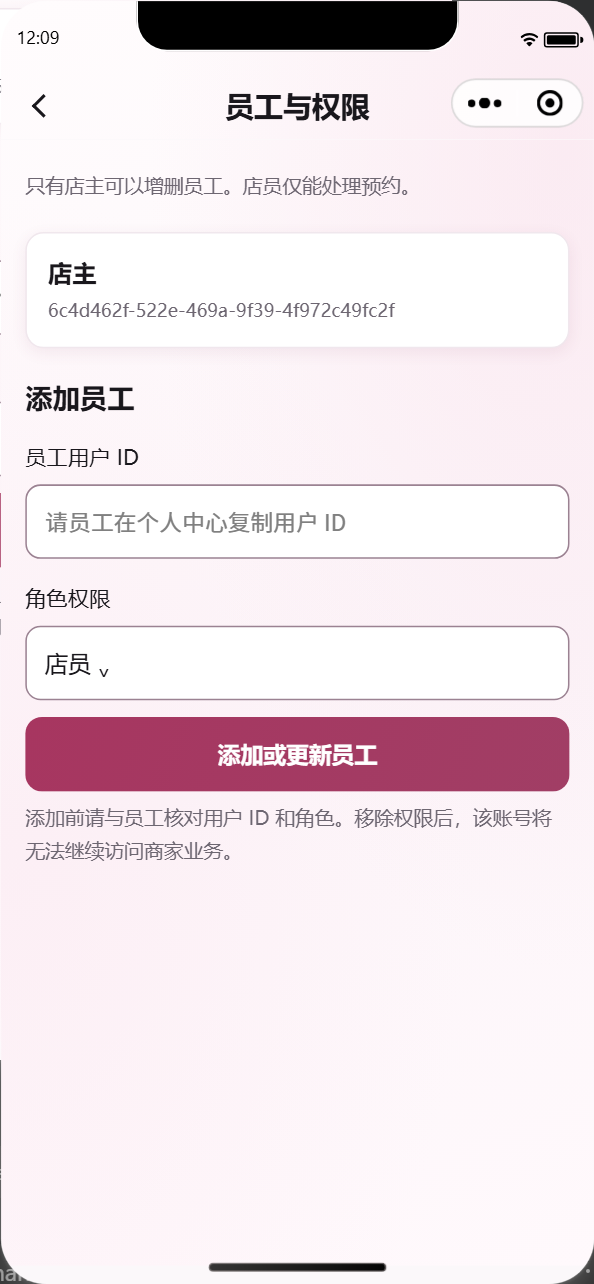 12:09
员工与权限
只有店主可以增删员工。店员仅能处理预约。
店主
6c4d462f-522e-469a-9f39-4f972c49fc2f
添加员工
员工用户 ID
请员工在个人中心复制用户 ID
角色权限
店员
添加或更新员工
添加前请与员工核对用户 ID 和角色。移除权限后，该账号将
无法继续访问商家业务。